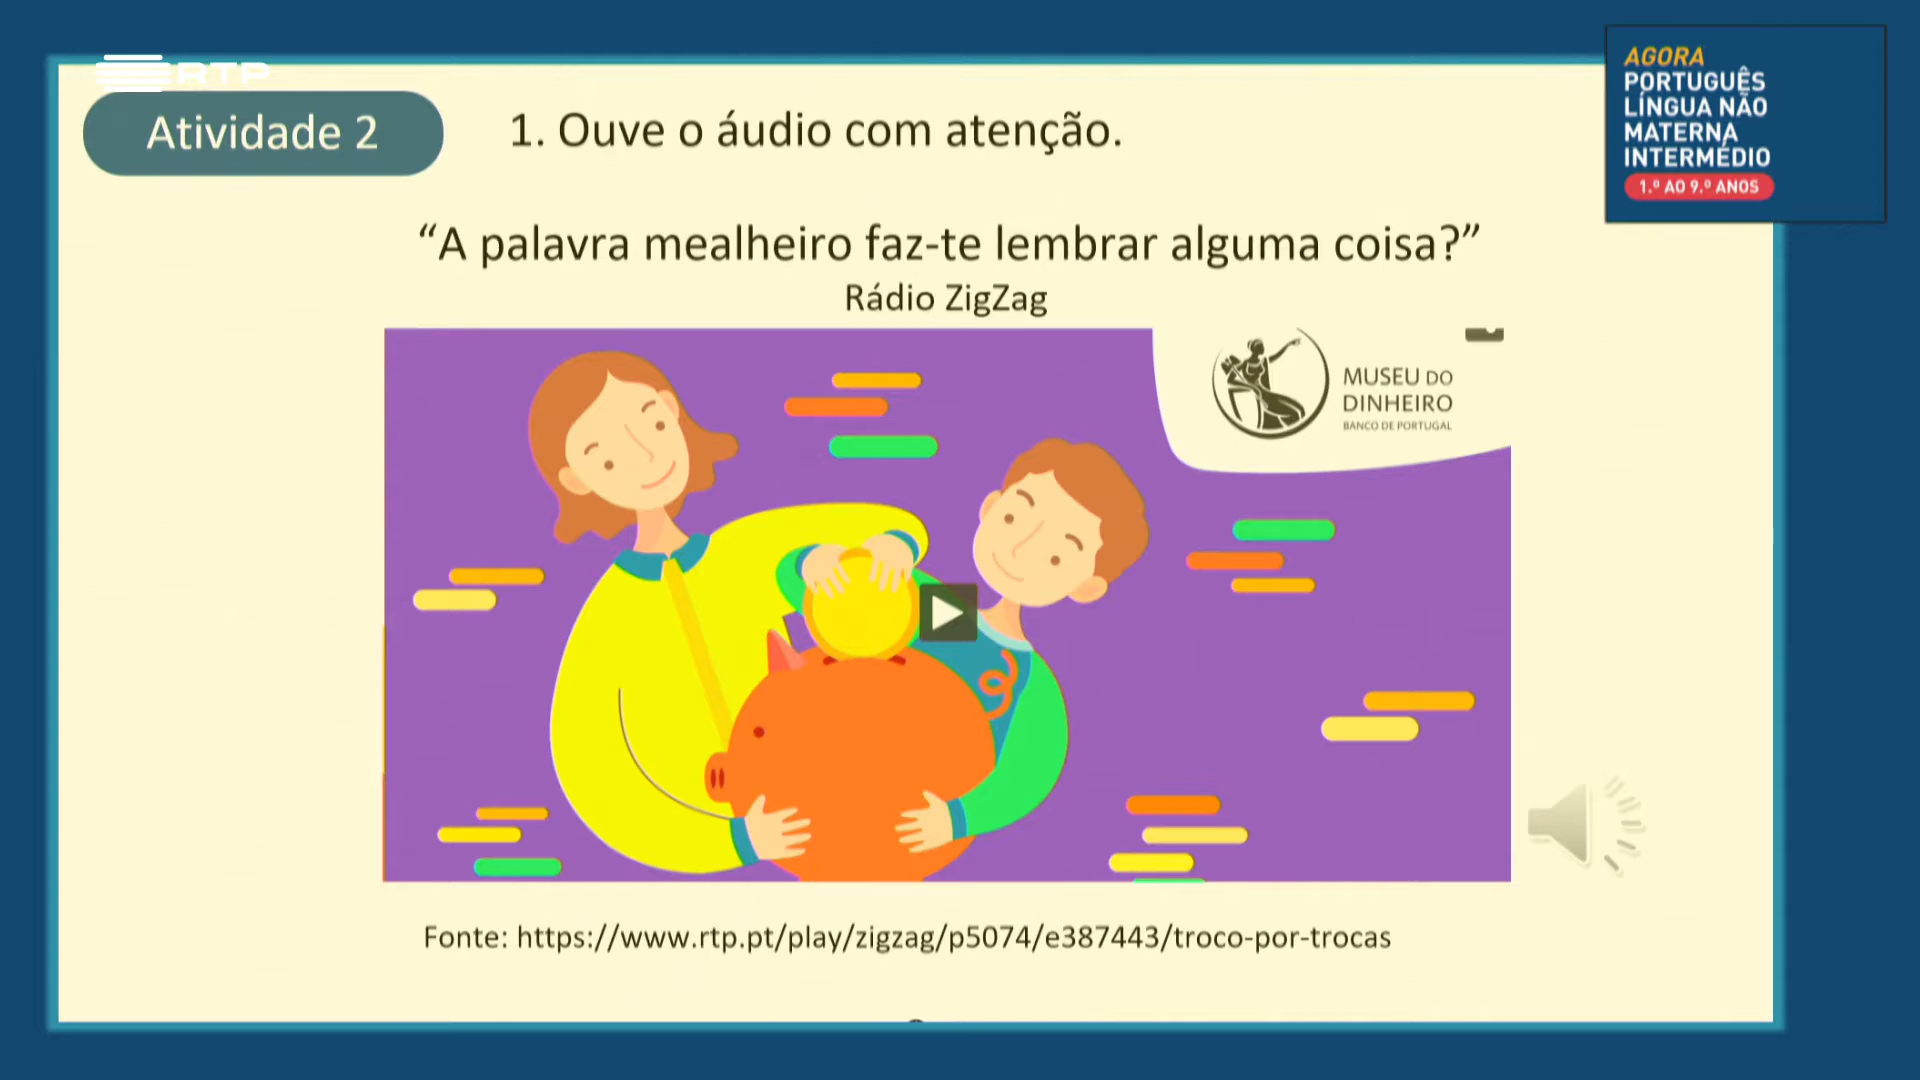 RTP
AGORA
PORTUGUÊS
LÍNGUA NÃO
MATERNA
INTERMÉDIO
1.º AO 9.º ANOS
Atividade 2
1. Ouve o áudio com atenção.
“A palavra mealheiro faz-te lembrar alguma coisa?”
Rádio ZigZag
MUSEU DO
DINHEIRO
BANCO DE PORTUGAL
Fonte: https://www.rtp.pt/play/zigzag/p5074/e387443/troco-por-trocas